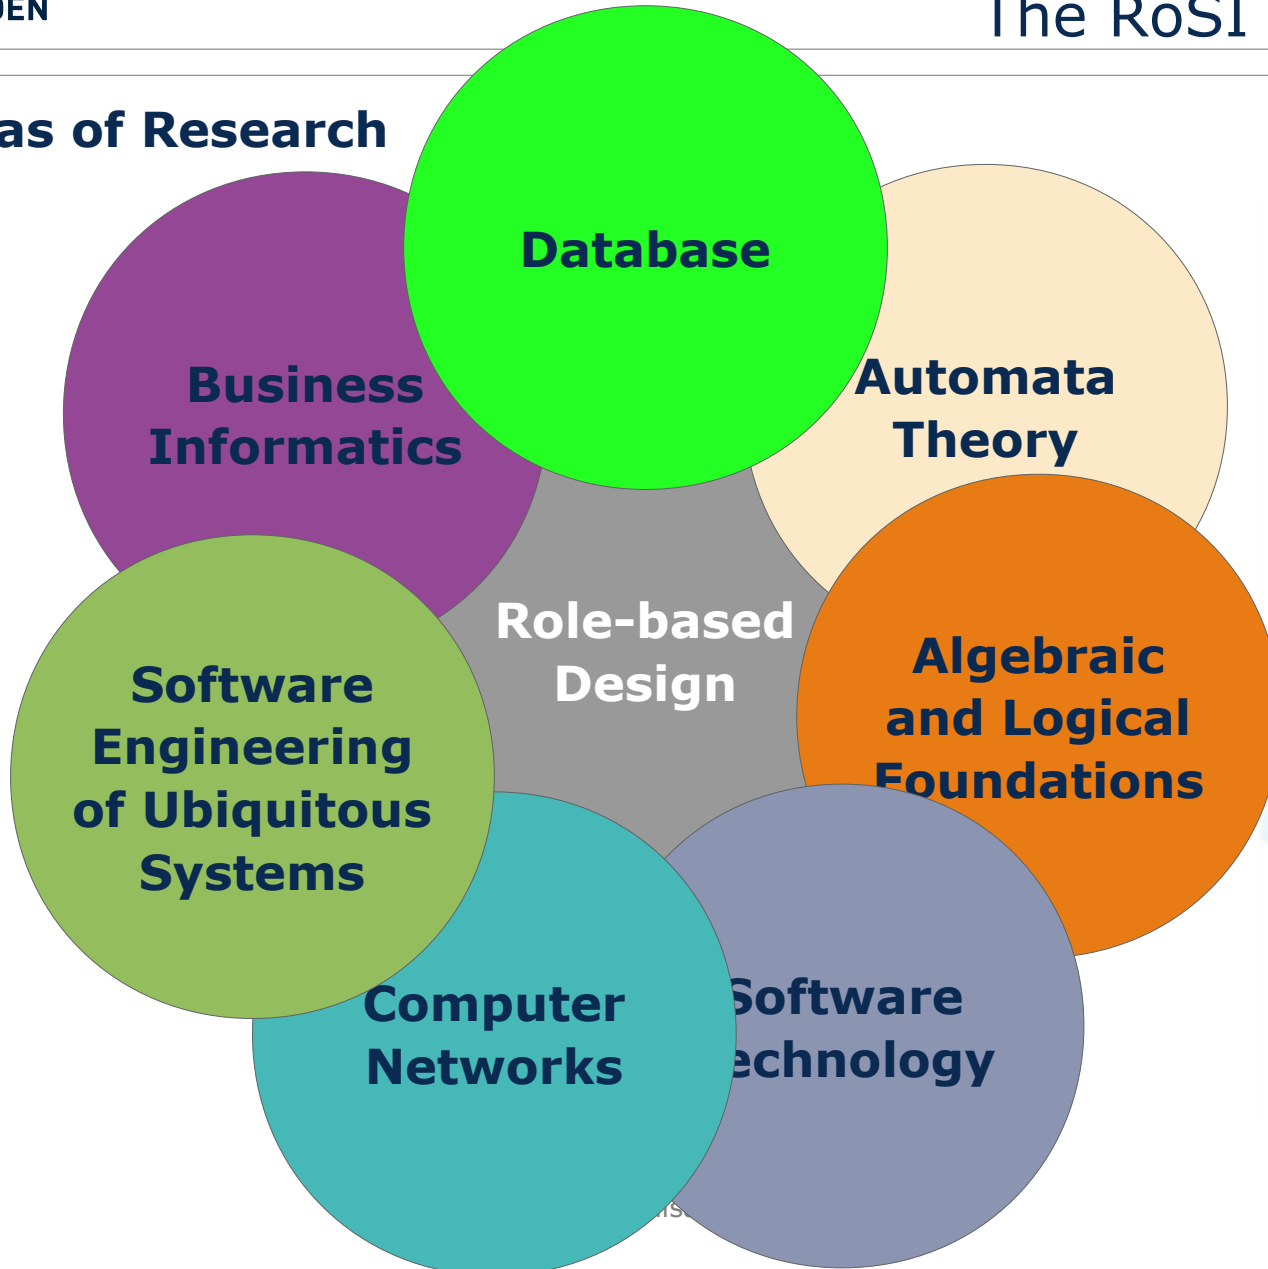 The RoSI
as of Research
Database
Business
Informatics
Automata
Theory
Role-based
Design
Algebraic
and Logical
Foundations
Software
Engineering
of Ubiquitous
Systems
Computer
Networks
Software
echnology